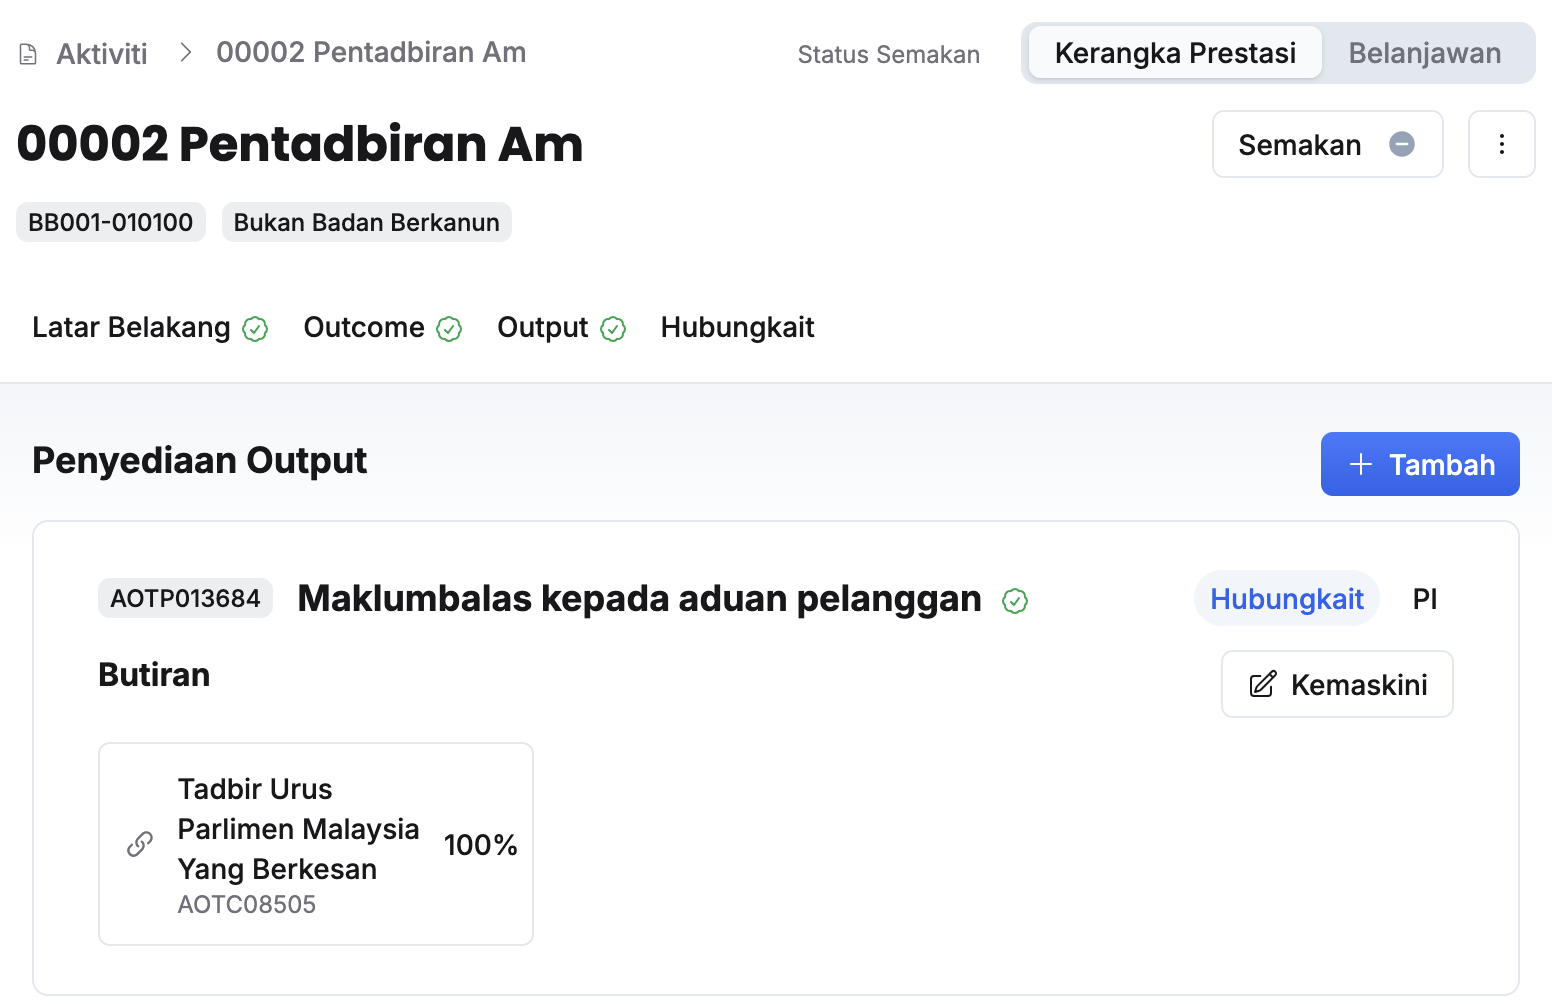 Aktiviti > 00002 Pentadbiran Am
Status Semakan
Kerangka Prestasi
Belanjawan
00002 Pentadbiran Am
Semakan
BB001-010100
Bukan Badan Berkanun
Latar Belakang
Outcome
Output
Hubungkait
Penyediaan Output
+ Tambah
AOTP013684
Maklumbalas kepada aduan pelanggan
Hubungkait
PI
Butiran
Kemaskini
Tadbir Urus
Parlimen Malaysia
Yang Berkesan
AOTC08505
100%